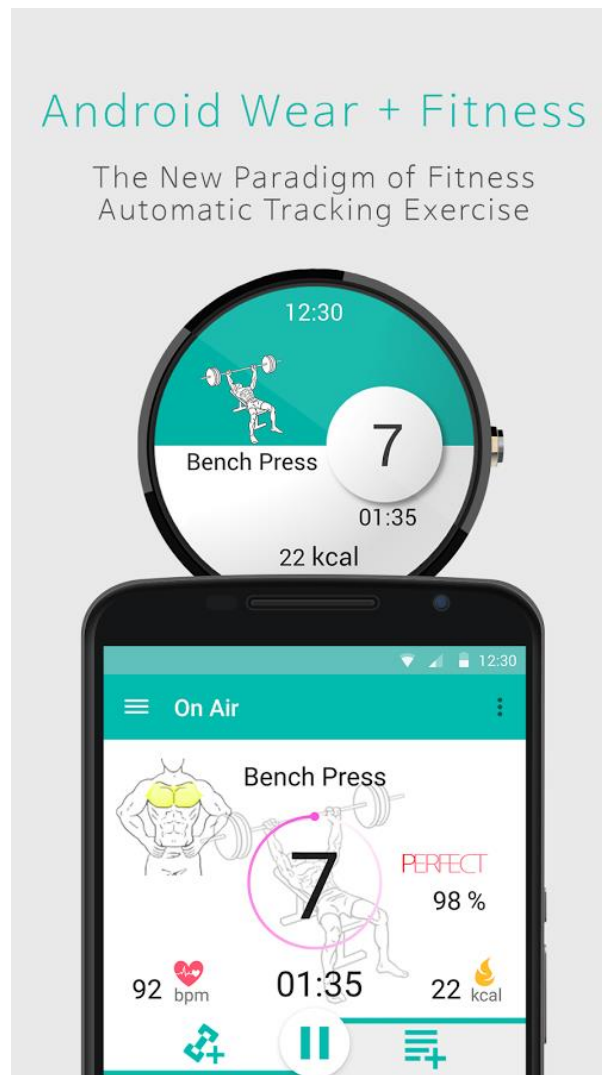 Android Wear + Fitness
The New Paradigm of Fitness
Automatic Tracking Exercise
12:30
7
Bench Press
01:35
22 kcal
12:30
On Air
Bench Press
7
PERFECT
98 %
92 bpm
01:35
22 kcal